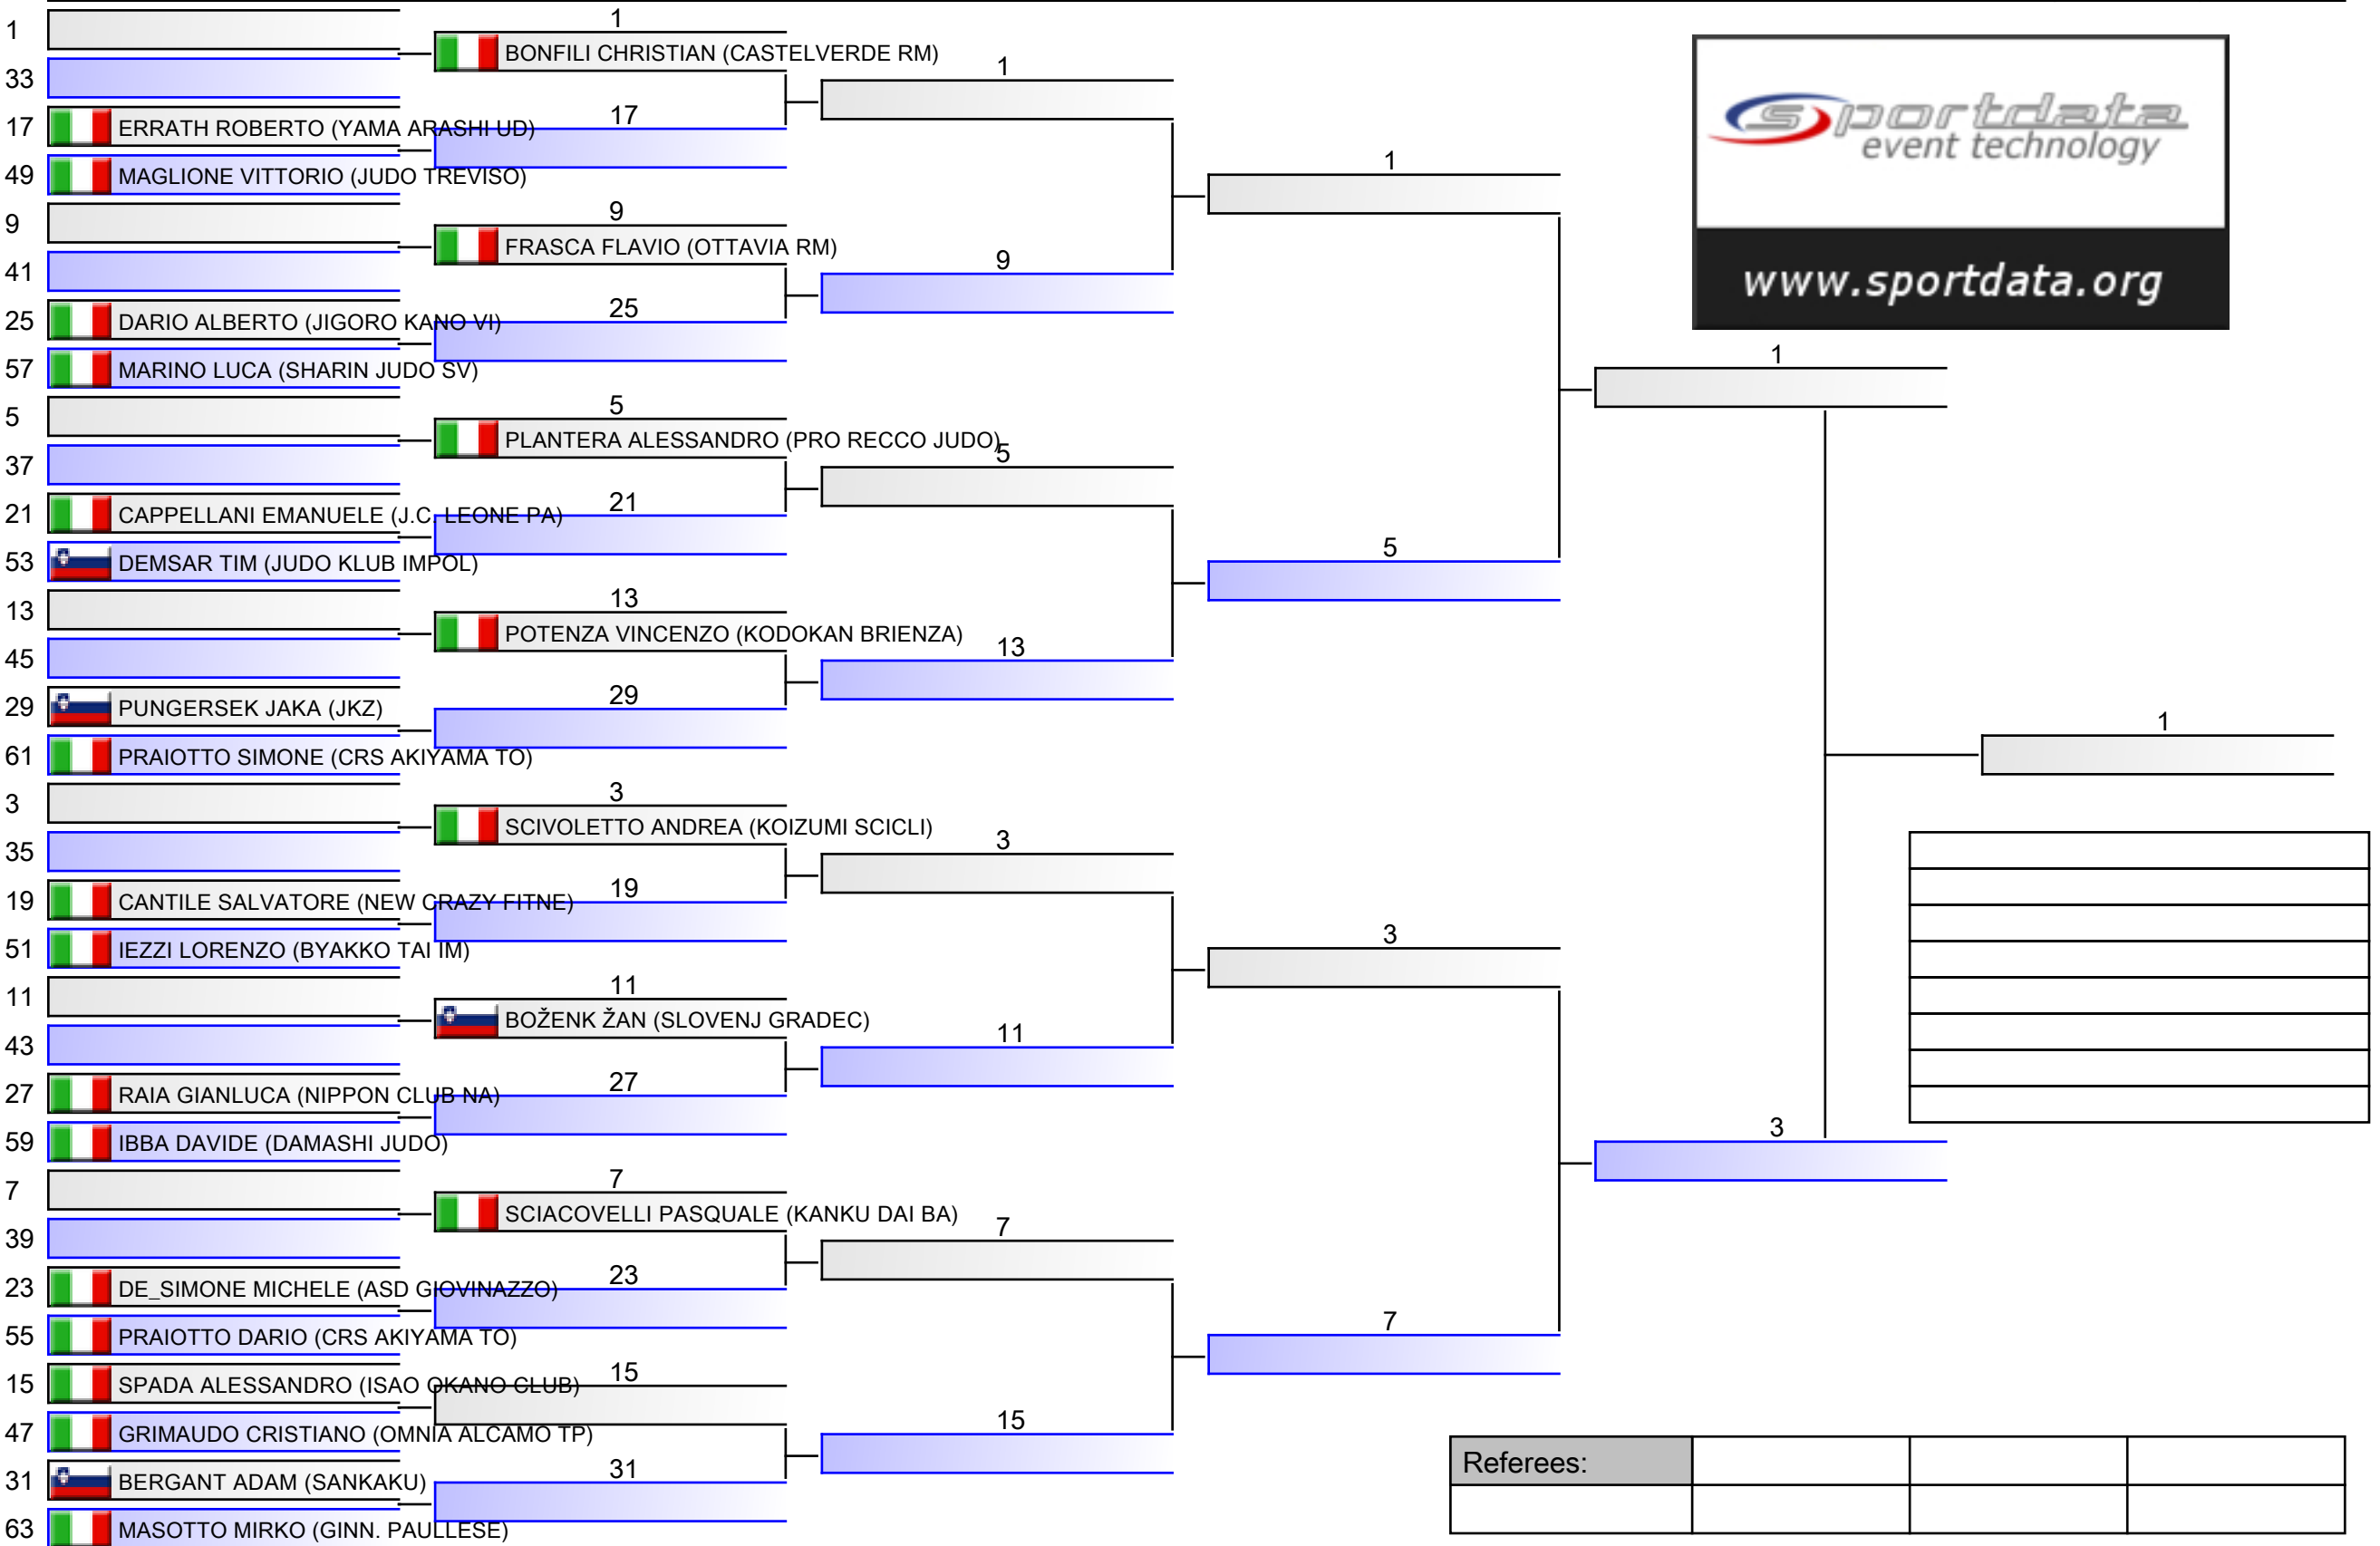 1
1
BONFILI CHRISTIAN (CASTELVERDE RM)
33
1
17 ERRATH ROBERTO (YAMA ARASHI UD)
17
49 MAGLIONE VITTORIO (JUDO TREVISO)
1
9
9
FRASCA FLAVIO (OTTAVIA RM)
41
9
25 DARIO ALBERTO (JIGORO KANO VI)
25
57 MARINO LUCA (SHARIN JUDO SV)
1
5
5
PLANTERA ALESSANDRO (PRO RECCO JUDO)
37
5
21 CAPPELLANI EMANUELE (J.C. LEONE PA)
21
53 DEMSAR TIM (JUDO KLUB IMPOL)
5
13
13
POTENZA VINCENZO (KODOKAN BRIENZA)
45
13
29 PUNGERSEK JAKA (JKZ)
29
61 PRAIOTTO SIMONE (CRS AKIYAMA TO)
1
3
3
SCIVOLETTO ANDREA (KOIZUMI SCICLI)
35
3
19 CANTILE SALVATORE (NEW CRAZY FITNE)
19
51 IEZZI LORENZO (BYAKKO TAI IM)
3
11
11
BOŽENK ŽAN (SLOVENJ GRADEC)
43
11
27 RAIA GIANLUCA (NIPPON CLUB NA)
27
59 IBBA DAVIDE (DAMASHI JUDO)
3
7
7
SCIACOVELLI PASQUALE (KANKU DAI BA)
39
7
23 DE_SIMONE MICHELE (ASD GIOVINAZZO)
23
55 PRAIOTTO DARIO (CRS AKIYAMA TO)
7
15 SPADA ALESSANDRO (ISAO OKANO CLUB)
15
47 GRIMAUDO CRISTIANO (OMNIA ALCAMO TP)
15
31 BERGANT ADAM (SANKAKU)
31
63 MASOTTO MIRKO (GINN. PAULLESE)
sportdata
event technology
www.sportdata.org
Referees: